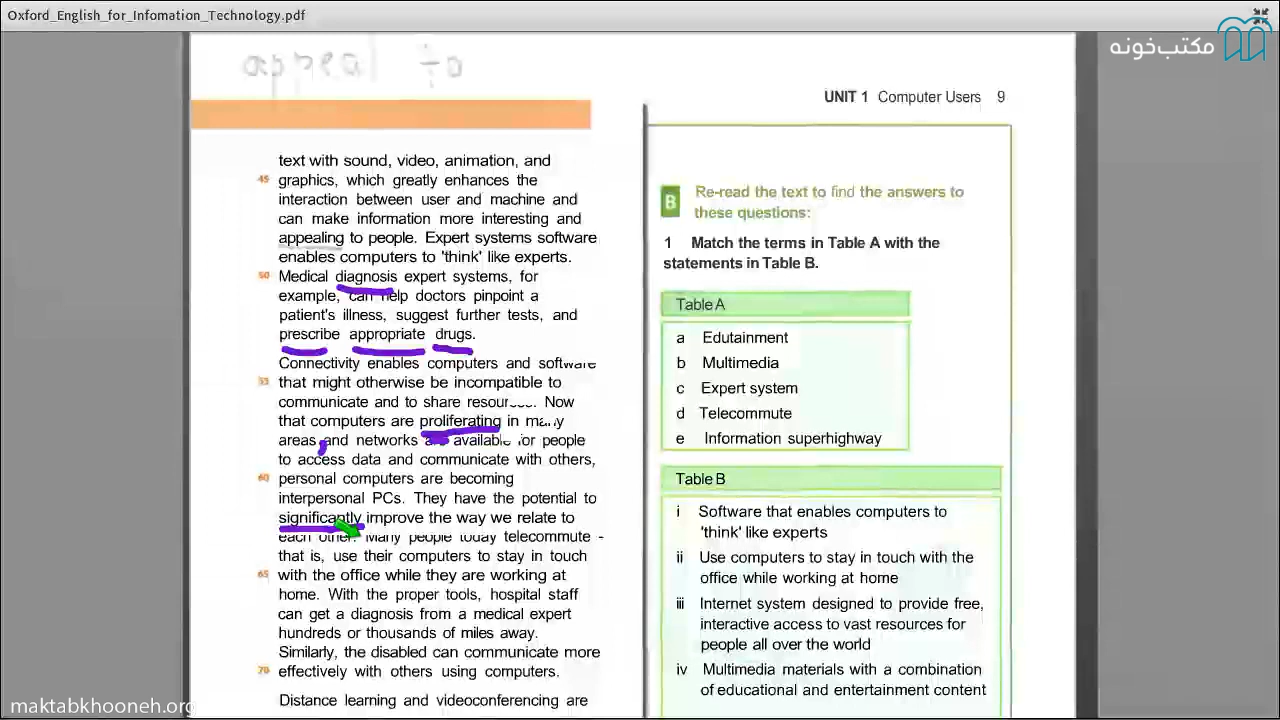 Oxford_English_for_Infomation_Technology.pdf
مکتب‌خونه
appeal to
UNIT 1 Computer Users 9
text with sound, video, animation, and
45 graphics, which greatly enhances the
interaction between user and machine and
can make information more interesting and
appealing to people. Expert systems software
enables computers to 'think' like experts.
50 Medical diagnosis expert systems, for
example, can help doctors pinpoint a
patient's illness, suggest further tests, and
prescribe appropriate drugs.
Connectivity enables computers and software
55 that might otherwise be incompatible to
communicate and to share resources. Now
that computers are proliferating in many
areas and networks are available for people
to access data and communicate with others,
60 personal computers are becoming
interpersonal PCs. They have the potential to
significantly improve the way we relate to
each other. Many people today telecommute -
that is, use their computers to stay in touch
65 with the office while they are working at
home. With the proper tools, hospital staff
can get a diagnosis from a medical expert
hundreds or thousands of miles away.
Similarly, the disabled can communicate more
70 effectively with others using computers.
Distance learning and videoconferencing are
B Re-read the text to find the answers to
these questions:
1 Match the terms in Table A with the
statements in Table B.
Table A
a Edutainment
b Multimedia
c Expert system
d Telecommute
e Information superhighway
Table B
i Software that enables computers to
'think' like experts
ii Use computers to stay in touch with the
office while working at home
iii Internet system designed to provide free,
interactive access to vast resources for
people all over the world
iv Multimedia materials with a combination
of educational and entertainment content
maktabkhooneh.org